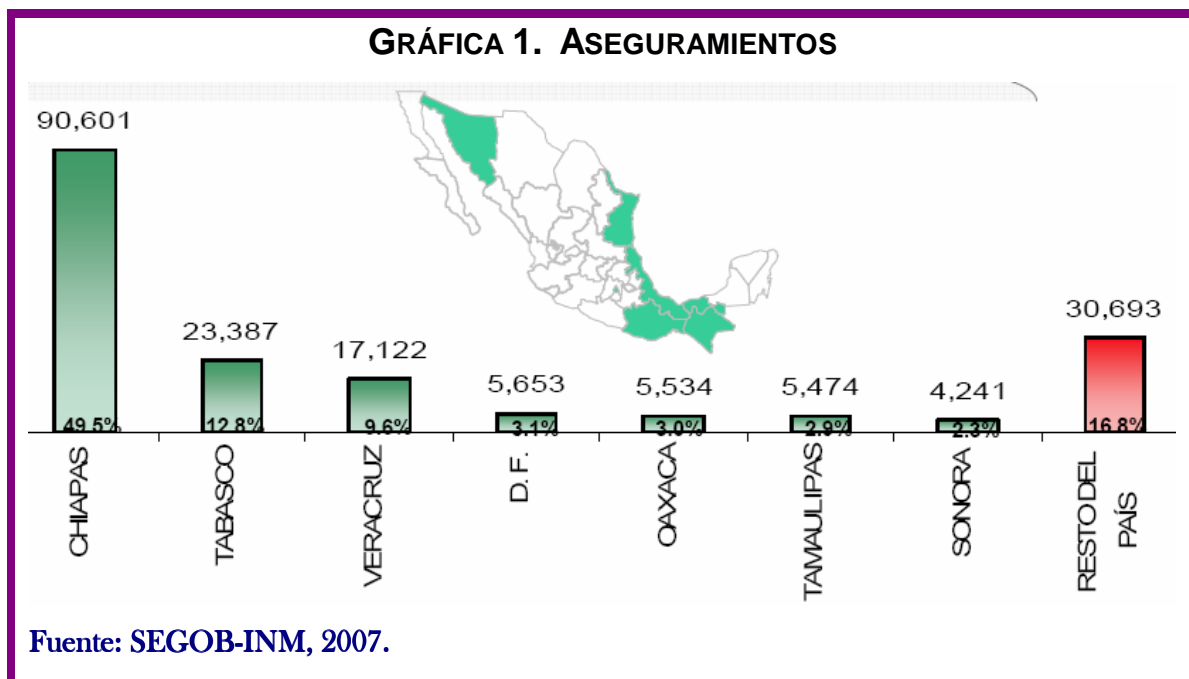 GRÁFICA 1. ASEGURAMIENTOS
90,601
23,387
17,122
5,653
5,534
5,474
4,241
30,693
49.5%
12.8%
9.6%
3.1%
3.0%
2.9%
2.3%
16.8%
CHIAPAS
TABASCO
VERACRUZ
D. F.
OAXACA
TAMAULIPAS
SONORA
RESTO DEL
PAÍS
Fuente: SEGOB-INM, 2007.